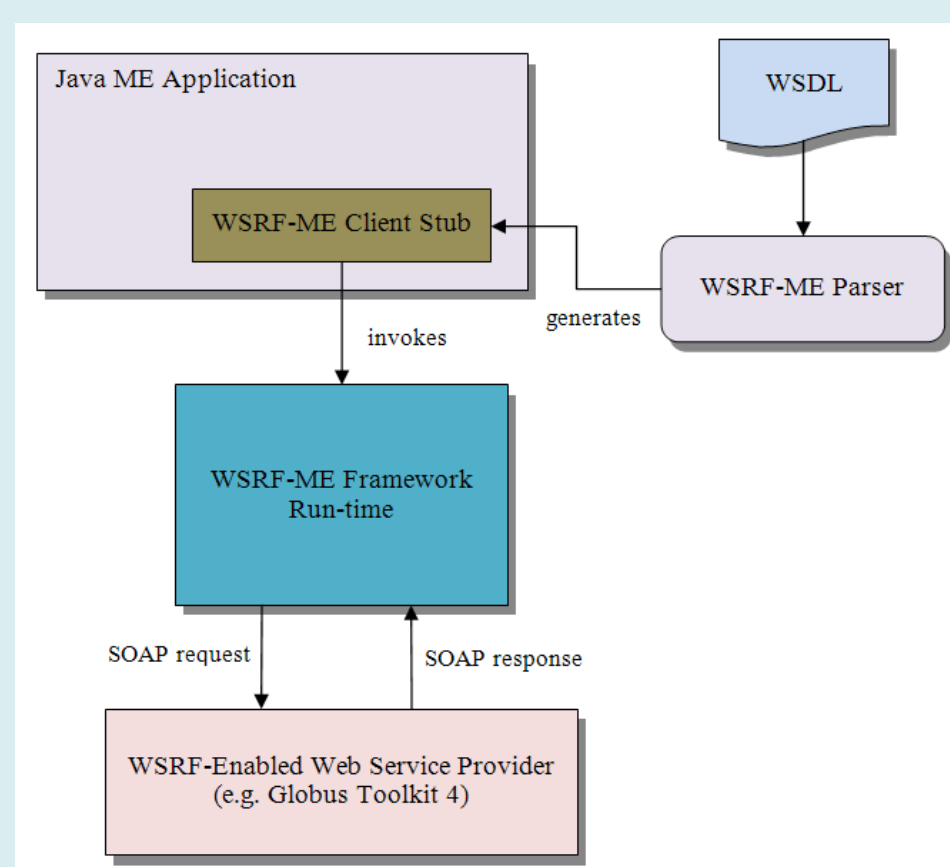 Java ME Application
WSDL
WSRF-ME Client Stub
WSRF-ME Parser
generates
invokes
WSRF-ME Framework
Run-time
SOAP request
SOAP response
WSRF-Enabled Web Service Provider
(e.g. Globus Toolkit 4)